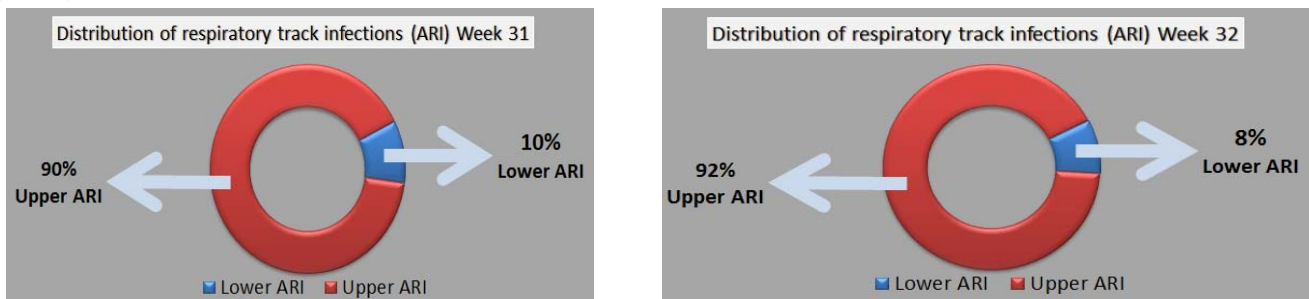 Distribution of respiratory track infections (ARI) Week 31
10%
Lower ARI
90%
Upper ARI
Lower ARI Upper ARI
Distribution of respiratory track infections (ARI) Week 32
8%
Lower ARI
92%
Upper ARI
Lower ARI Upper ARI